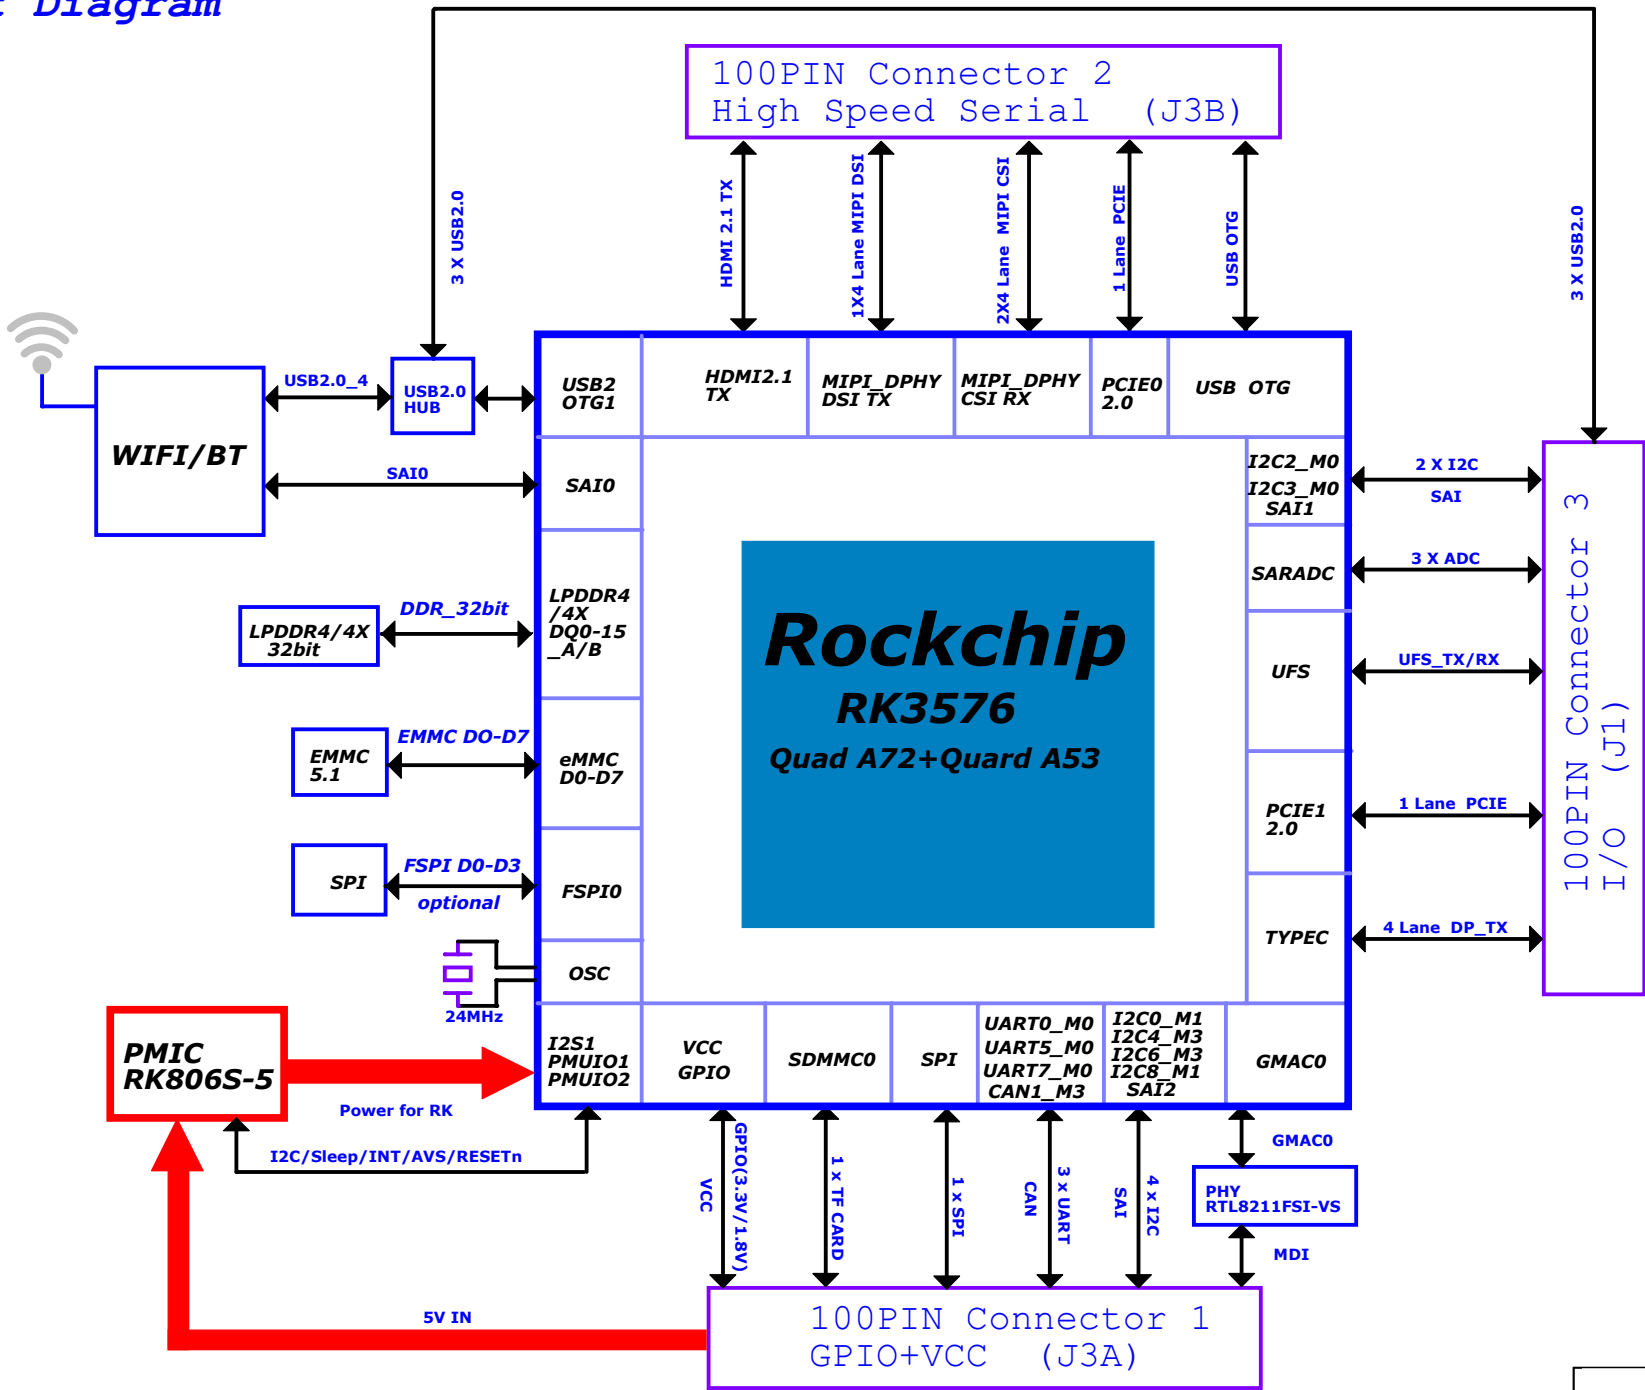 Diagram
100PIN Connector 2
High Speed Serial (J3B)
3 X USB2.0
HDMI 2.1 TX
1X4 Lane MIPI DSI
2X4 Lane MIPI CSI
1 Lane PCIE
USB OTG
3 X USB2.0
WIFI/BT
USB2.0_4
USB2.0
HUB
SAI0
USB2
OTG1
HDMI2.1
TX
MIPI_DPHY
DSI TX
MIPI_DPHY
CSI RX
PCIE0
2.0
USB OTG
SAI0
LPDDR4
/4X
DQ0-15
_A/B
eMMC
D0-D7
FSPI0
OSC
I2C2_M0
I2C3_M0
SAI1
SARADC
UFS
PCIE1
2.0
TYPEC
2 X I2C
SAI
3 X ADC
UFS_TX/RX
1 Lane PCIE
4 Lane DP_TX
100PIN Connector 3
I/O (J1)
LPDDR4/4X
32bit
DDR_32bit
EMMC
5.1
EMMC DO-D7
SPI
FSPI D0-D3
optional
24MHz
Rockchip
RK3576
Quad A72+Quard A53
PMIC
RK806S-5
Power for RK
I2C/Sleep/INT/AVS/RESETn
5V IN
I2S1
PMUIO1
PMUIO2
VCC
GPIO
SDMMC0
SPI
UART0_M0
UART5_M0
UART7_M0
CAN1_M3
I2C0_M1
I2C4_M3
I2C6_M3
I2C8_M1
SAI2
GMAC0
GPIO(3.3V/1.8V)
VCC
1 x TF CARD
1 x SPI
3 x UART
CAN
4 x I2C
SAI
GMAC0
PHY
RTL8211FSI-VS
MDI
100PIN Connector 1
GPIO+VCC (J3A)